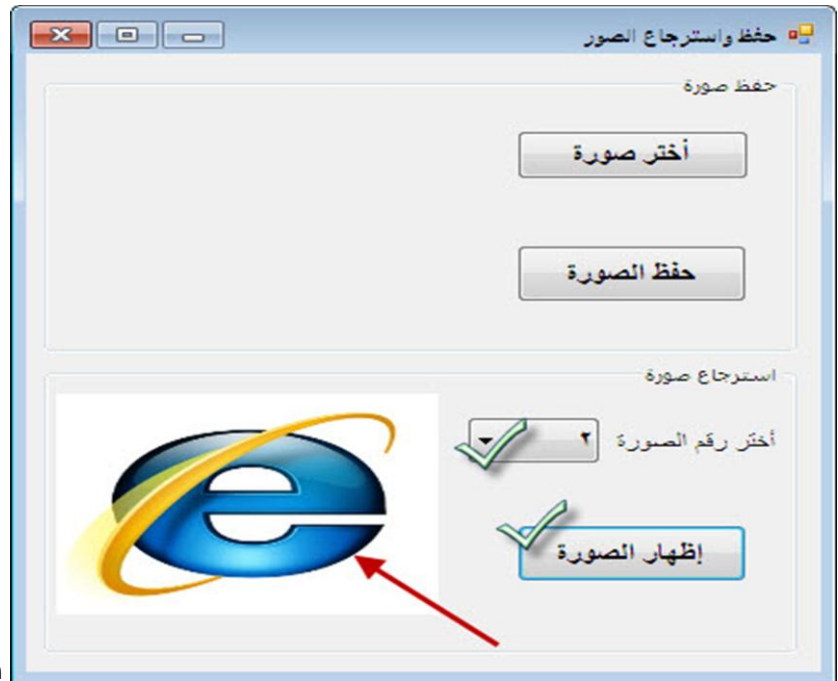 حفظ واسترجاع الصور
حفظ صورة
أختر صورة
حفظ الصورة
استرجاع صورة
أختر رقم الصورة ٢
إظهار الصورة